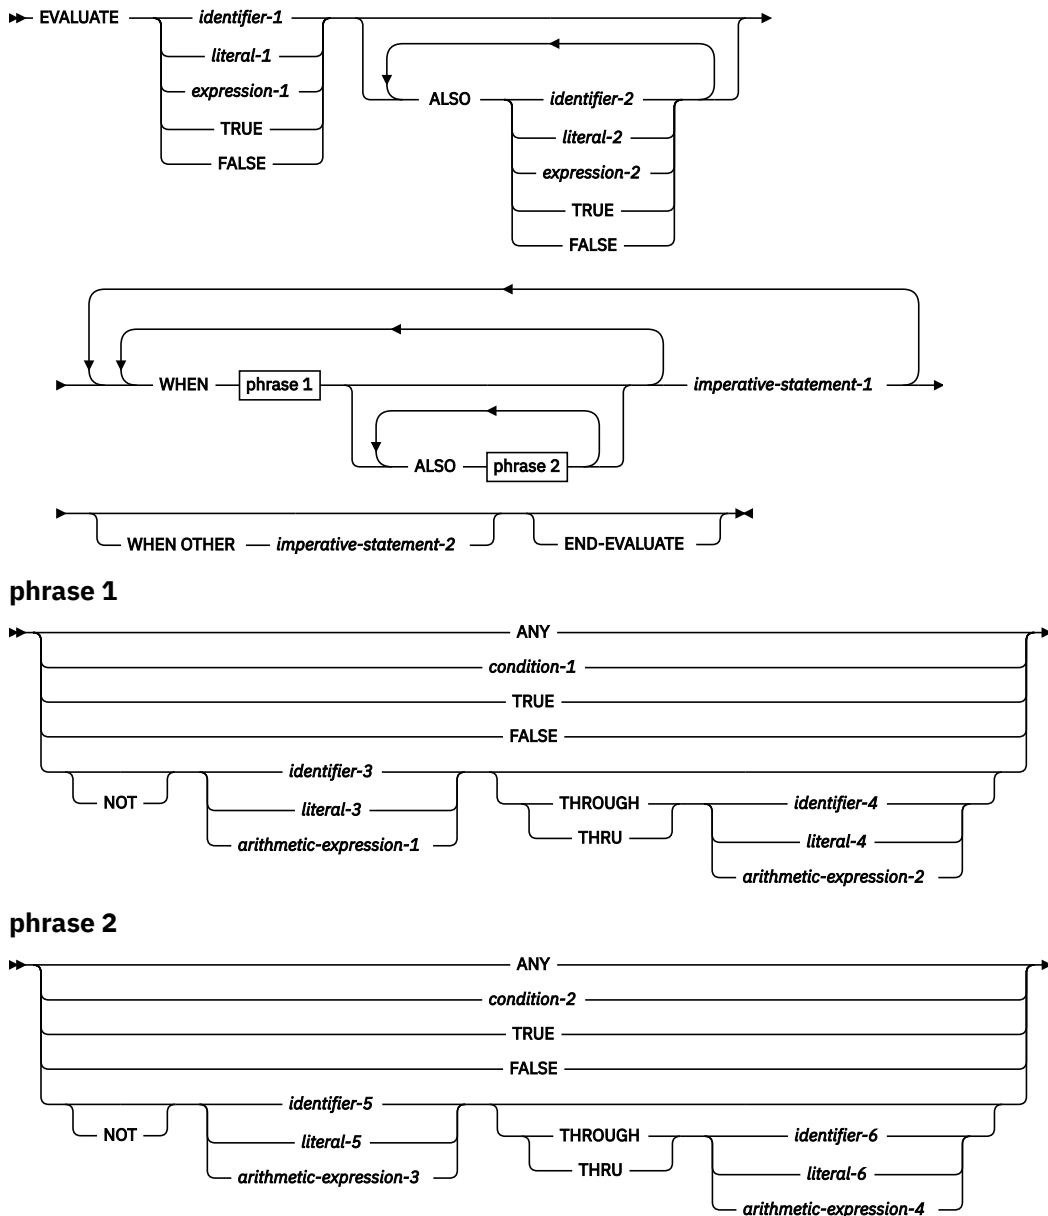 EVALUATE identifier-1
literal-1
expression-1
TRUE
FALSE
ALSO identifier-2
literal-2
expression-2
TRUE
FALSE
WHEN phrase 1 imperative-statement-1
ALSO phrase 2
WHEN OTHER imperative-statement-2 END-EVALUATE
phrase 1
ANY
condition-1
TRUE
FALSE
identifier-3
NOT THROUGH identifier-4
literal-3
THRU
arithmetic-expression-1 literal-4
arithmetic-expression-2
phrase 2
ANY
condition-2
TRUE
FALSE
identifier-5
NOT THROUGH identifier-6
literal-5
THRU
arithmetic-expression-3 literal-6
arithmetic-expression-4